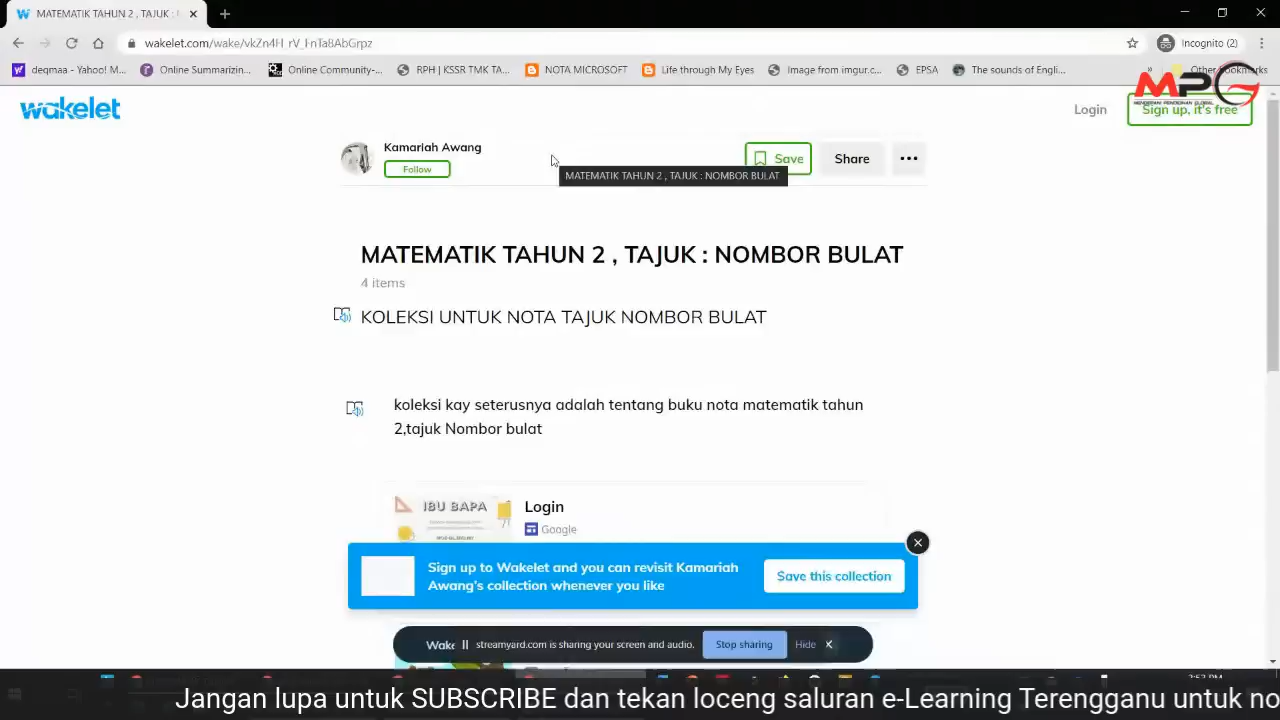 MATEMATIK TAHUN 2 , TAJUK :
wakelet.com/wake/vkZn4H_rV_FnTa8AbGrpz
Incognito (2)
deqmaa - Yahoo! M...
Online Summarizin...
Online Community-...
RPH | KSSR TMK TA...
NOTA MICROSOFT
Life through My Eyes
Image from imgur.c...
EPSA
The sounds of Engli...
Other bookmarks
MPG
wakelet
Login
Sign up, it's free
Kamariah Awang
Follow
Save
Share
MATEMATIK TAHUN 2 , TAJUK : NOMBOR BULAT
MATEMATIK TAHUN 2 , TAJUK : NOMBOR BULAT
4 items
KOLEKSI UNTUK NOTA TAJUK NOMBOR BULAT
koleksi kay seterusnya adalah tentang buku nota matematik tahun
2,tajuk Nombor bulat
IBU BAPA
Login
Google
Sign up to Wakelet and you can revisit Kamariah
Awang's collection whenever you like
Save this collection
Wake
streamyard.com is sharing your screen and audio.
Stop sharing
Hide
Jangan lupa untuk SUBSCRIBE dan tekan loceng saluran e-Learning Terengganu untuk no